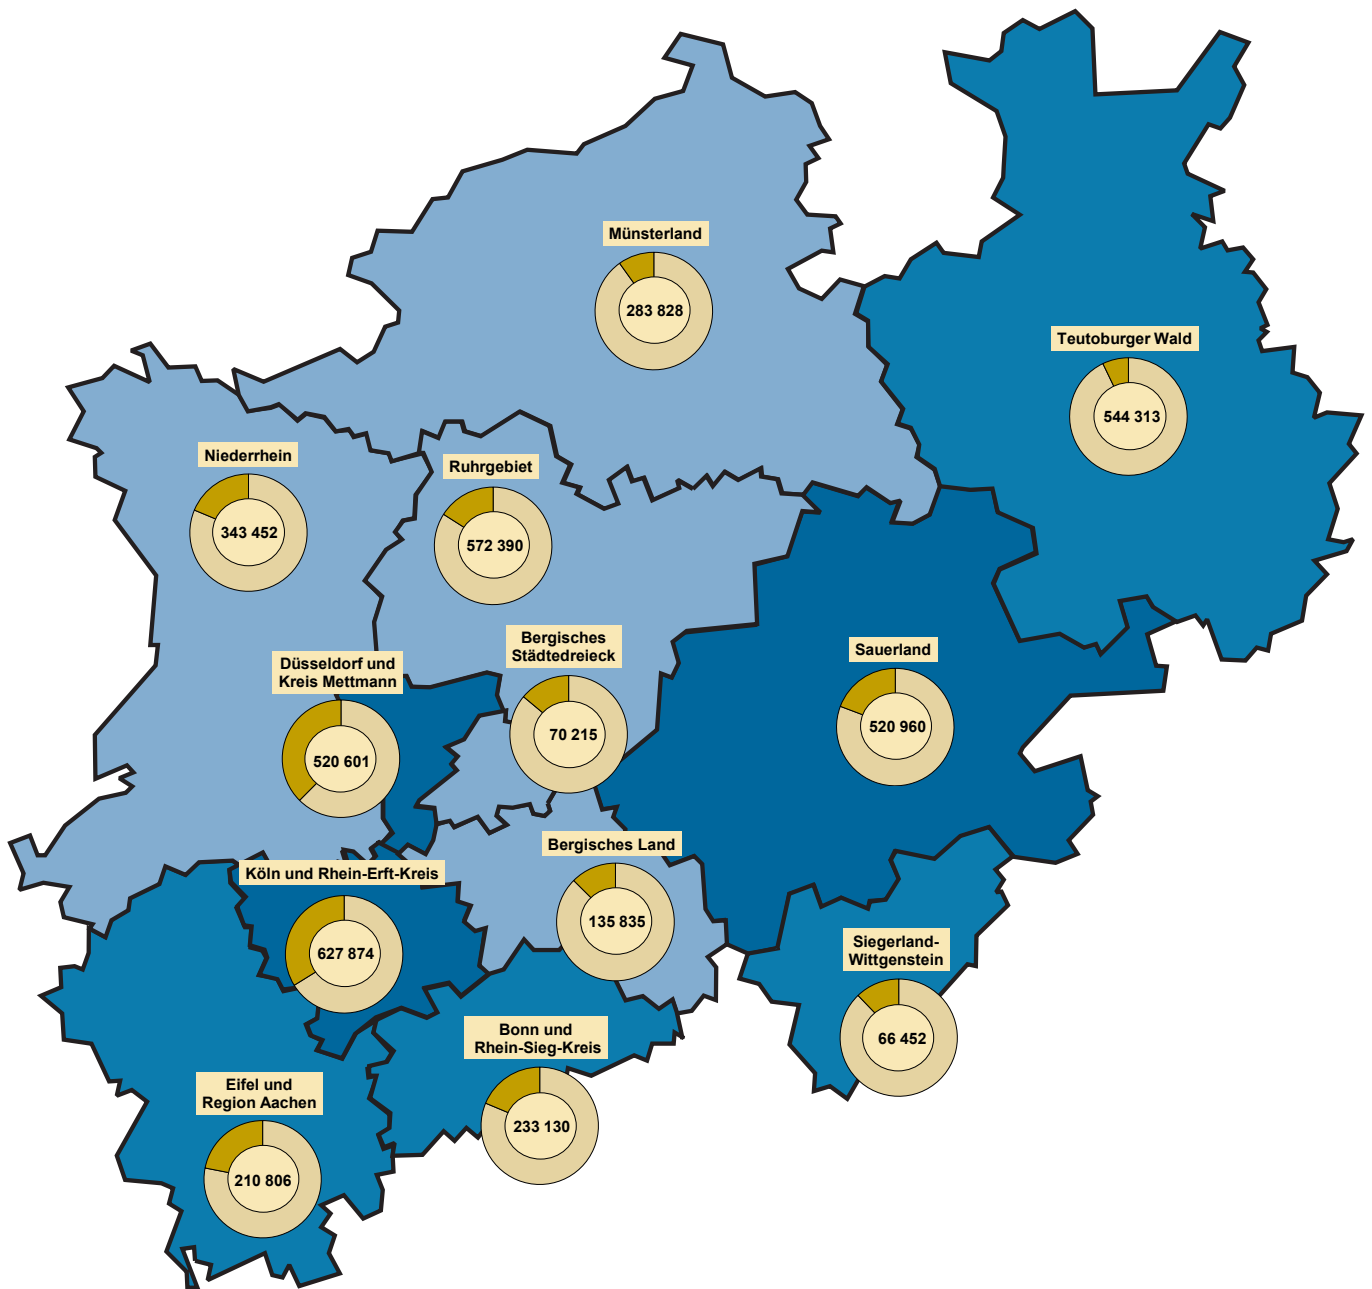 Münsterland
283 828
Teutoburger Wald
544 313
Niederrhein
343 452
Ruhrgebiet
572 390
Bergisches
Städtedreieck
70 215
Düsseldorf und
Kreis Mettmann
520 601
Sauerland
520 960
Bergisches Land
135 835
Köln und Rhein-Erft-Kreis
627 874
Siegerland-
Wittgenstein
66 452
Bonn und
Rhein-Sieg-Kreis
233 130
Eifel und
Region Aachen
210 806